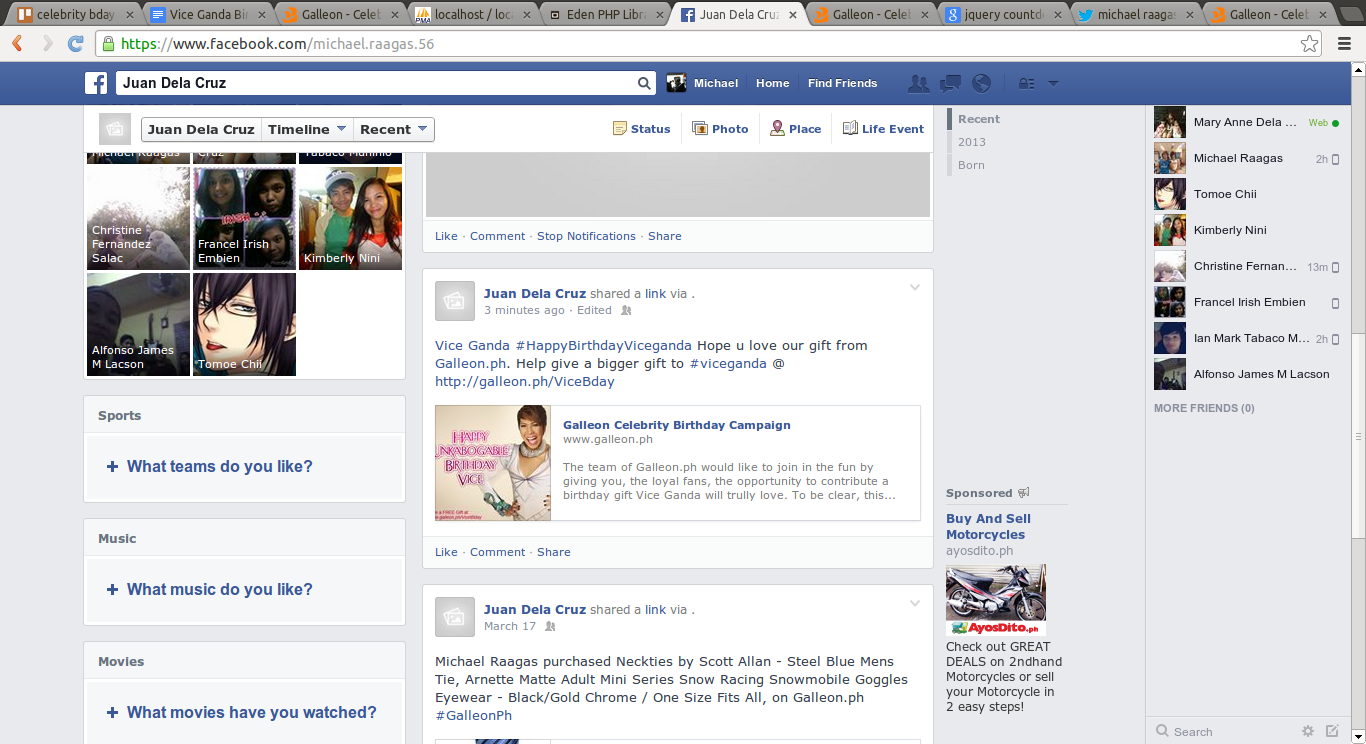 celebrity bday
Vice Ganda Bir
Galleon - Celeb
localhost / loca
Eden PHP Libra
Juan Dela Cruz
Galleon - Celeb
jquery countdo
michael raagas
Galleon - Celeb
https://www.facebook.com/michael.raagas.56
Juan Dela Cruz
Michael
Home
Find Friends
Juan Dela Cruz
Timeline
Recent
Status
Photo
Place
Life Event
Recent
2013
Born
Michael Raagas
Cruz
Tabaco Maninio
Christine
Fernandez
Salac
Francel Irish
Embien
Kimberly Nini
Alfonso James
M Lacson
Tomoe Chii
IRISH
Sports
+ What teams do you like?
Music
+ What music do you like?
Movies
+ What movies have you watched?
Like · Comment · Stop Notifications · Share
Juan Dela Cruz shared a link via .
3 minutes ago · Edited
Vice Ganda #HappyBirthdayViceganda Hope u love our gift from
Galleon.ph. Help give a bigger gift to #viceganda @
http://galleon.ph/ViceBday
HAPPY
UNKABOGABLE
BIRTHDAY
VICE
Galleon Celebrity Birthday Campaign
www.galleon.ph
The team of Galleon.ph would like to join in the fun by
giving you, the loyal fans, the opportunity to contribute a
birthday gift Vice Ganda will trully love. To be clear, this...
Like · Comment · Share
Juan Dela Cruz shared a link via .
March 17
Michael Raagas purchased Neckties by Scott Allan - Steel Blue Mens
Tie, Arnette Matte Adult Mini Series Snow Racing Snowmobile Goggles
Eyewear - Black/Gold Chrome / One Size Fits All, on Galleon.ph
#GalleonPh
Sponsored
Buy And Sell
Motorcycles
ayosdito.ph
AyosDito.ph
Check out GREAT
DEALS on 2ndhand
Motorcycles or sell
your Motorcycle in
2 easy steps!
Mary Anne Dela ... Web
Michael Raagas 2h
Tomoe Chii
Kimberly Nini
Christine Fernan... 13m
Francel Irish Embien
Ian Mark Tabaco M... 2h
Alfonso James M Lacson
MORE FRIENDS (0)
Search